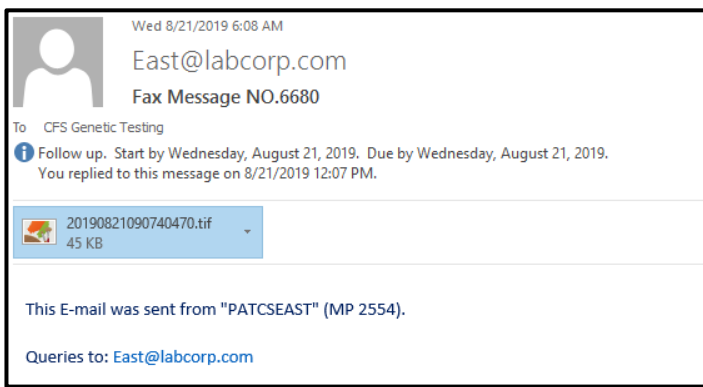 Wed 8/21/2019 6:08 AM
East@labcorp.com
Fax Message NO.6680
To CFS Genetic Testing
Follow up. Start by Wednesday, August 21, 2019. Due by Wednesday, August 21, 2019.
You replied to this message on 8/21/2019 12:07 PM.
20190821090740470.tif
45 KB
This E-mail was sent from "PATCSEAST" (MP 2554).
Queries to: East@labcorp.com